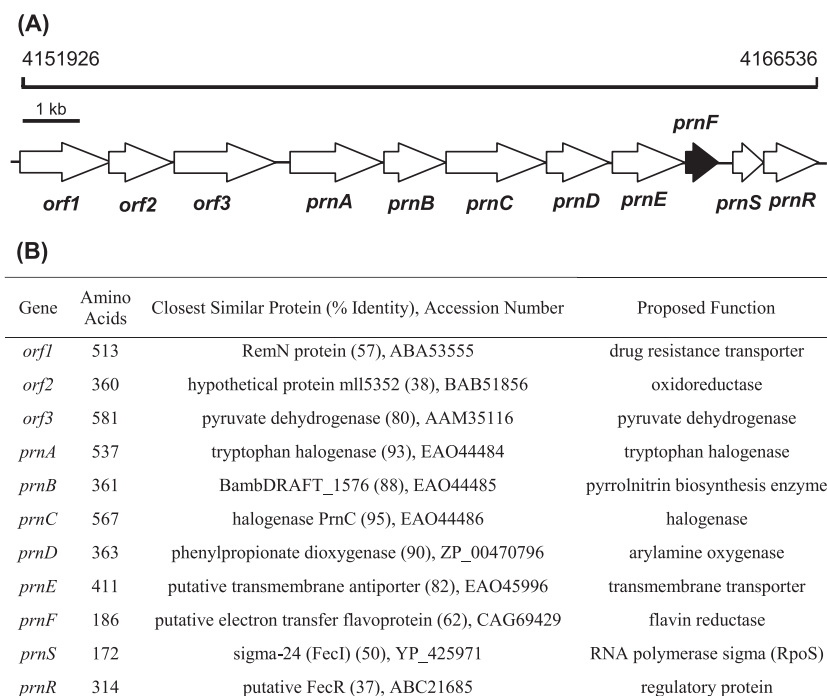 (A)
4151926 4166536
1 kb
prnF
orf1 orf2 orf3 prnA prnB prnC prnD prnE prnS prnR
(B)
Gene Amino Acids Closest Similar Protein (% Identity), Accession Number Proposed Function
orf1 513 RemN protein (57), ABA53555 drug resistance transporter
orf2 360 hypothetical protein mll5352 (38), BAB51856 oxidoreductase
orf3 581 pyruvate dehydrogenase (80), AAM35116 pyruvate dehydrogenase
prnA 537 tryptophan halogenase (93), EAO44484 tryptophan halogenase
prnB 361 BambDRAFT_1576 (88), EAO44485 pyrrolnitrin biosynthesis enzyme
prnC 567 halogenase PrnC (95), EAO44486 halogenase
prnD 363 phenylpropionate dioxygenase (90), ZP_00470796 arylamine oxygenase
prnE 411 putative transmembrane antiporter (82), EAO45996 transmembrane transporter
prnF 186 putative electron transfer flavoprotein (62), CAG69429 flavin reductase
prnS 172 sigma-24 (FecI) (50), YP_425971 RNA polymerase sigma (RpoS)
prnR 314 putative FecR (37), ABC21685 regulatory protein